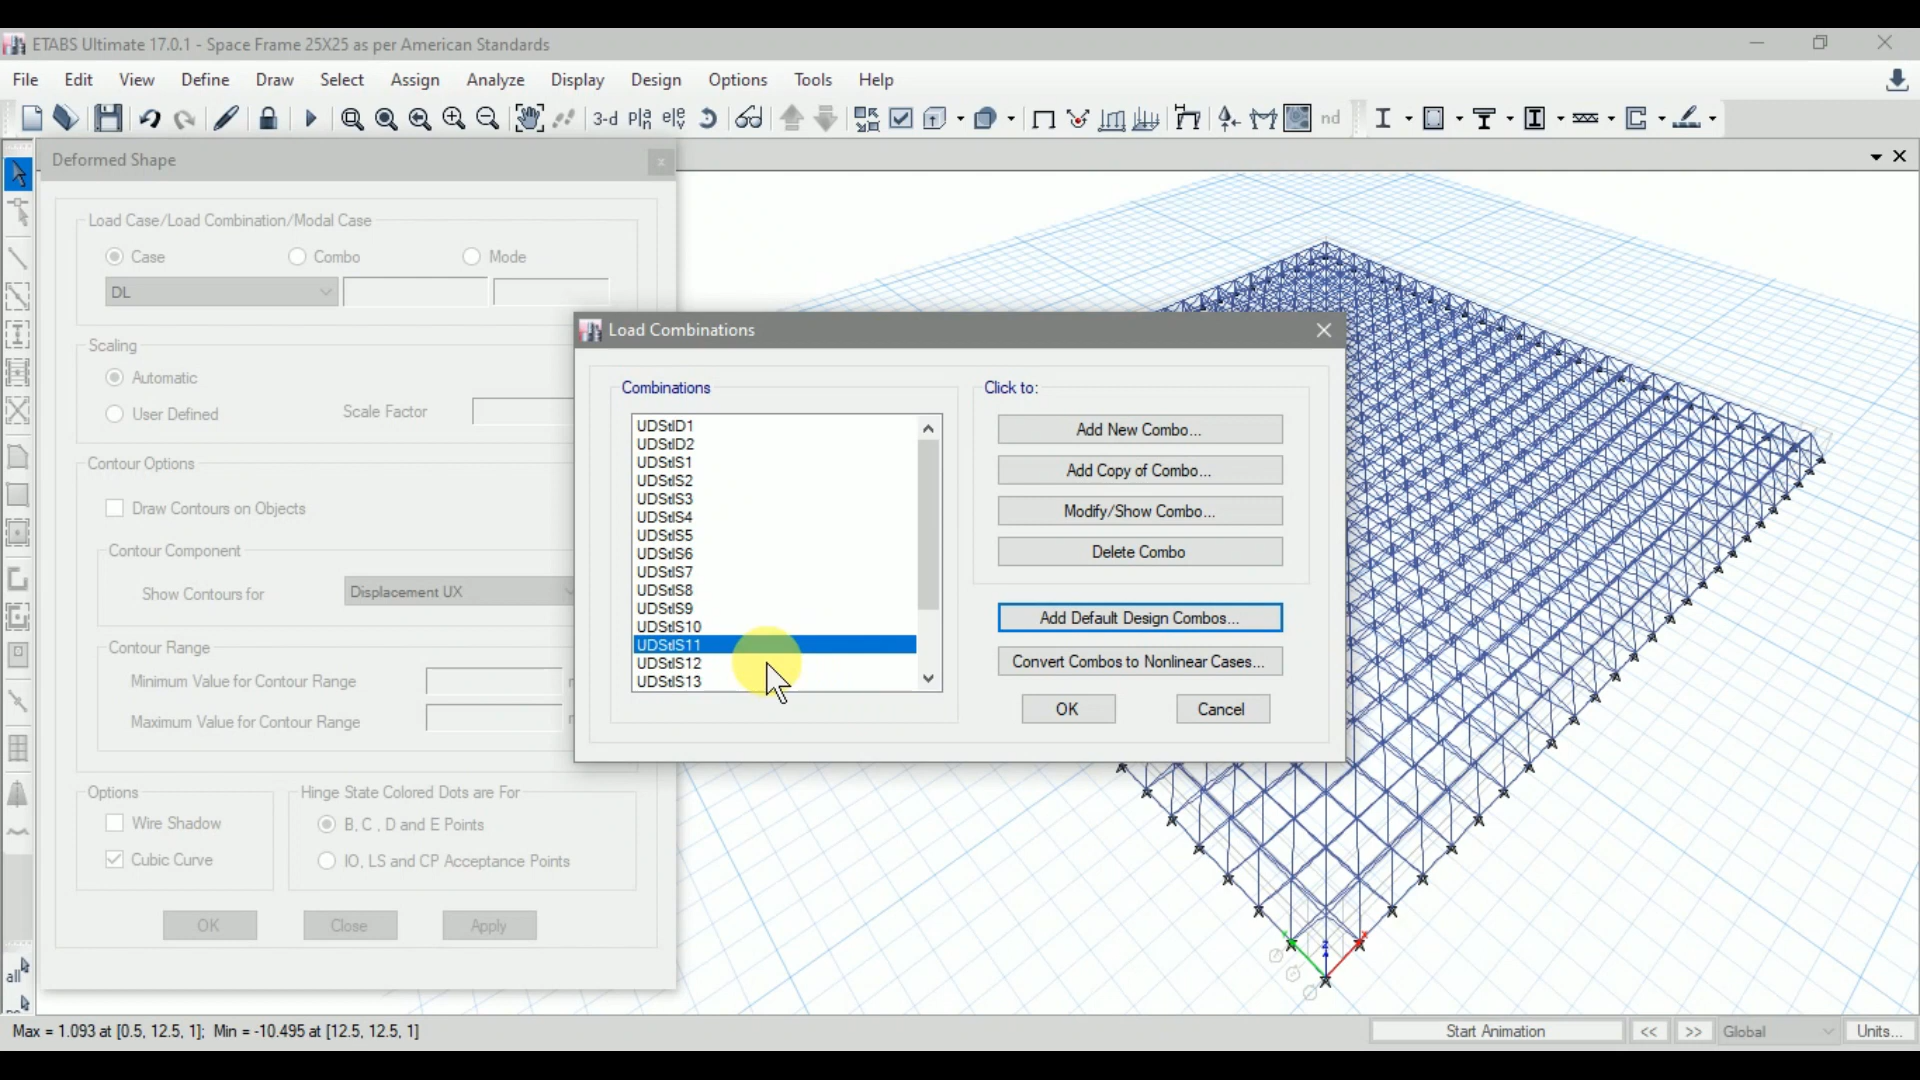 ETABS Ultimate 17.0.1 - Space Frame 25X25 as per American Standards
File Edit View Define Draw Select Assign Analyze Display Design Options Tools Help
3-d nd
Deformed Shape
Load Case/Load Combination/Modal Case
Case Combo Mode
DL
Scaling
Automatic
User Defined Scale Factor
Contour Options
Draw Contours on Objects
Contour Component
Show Contours for Displacement UX
Contour Range
Minimum Value for Contour Range
Maximum Value for Contour Range
Options
Wire Shadow
Cubic Curve
Hinge State Colored Dots are For
B, C , D and E Points
IO, LS and CP Acceptance Points
OK Close Apply
Load Combinations
Combinations
UDStlD1
UDStlD2
UDStlS1
UDStlS2
UDStlS3
UDStlS4
UDStlS5
UDStlS6
UDStlS7
UDStlS8
UDStlS9
UDStlS10
UDStlS11
UDStlS12
UDStlS13
Click to:
Add New Combo...
Add Copy of Combo...
Modify/Show Combo...
Delete Combo
Add Default Design Combos...
Convert Combos to Nonlinear Cases...
OK Cancel
all
Max = 1.093 at [0.5, 12.5, 1]; Min = -10.495 at [12.5, 12.5, 1]
Start Animation << >> Global Units...